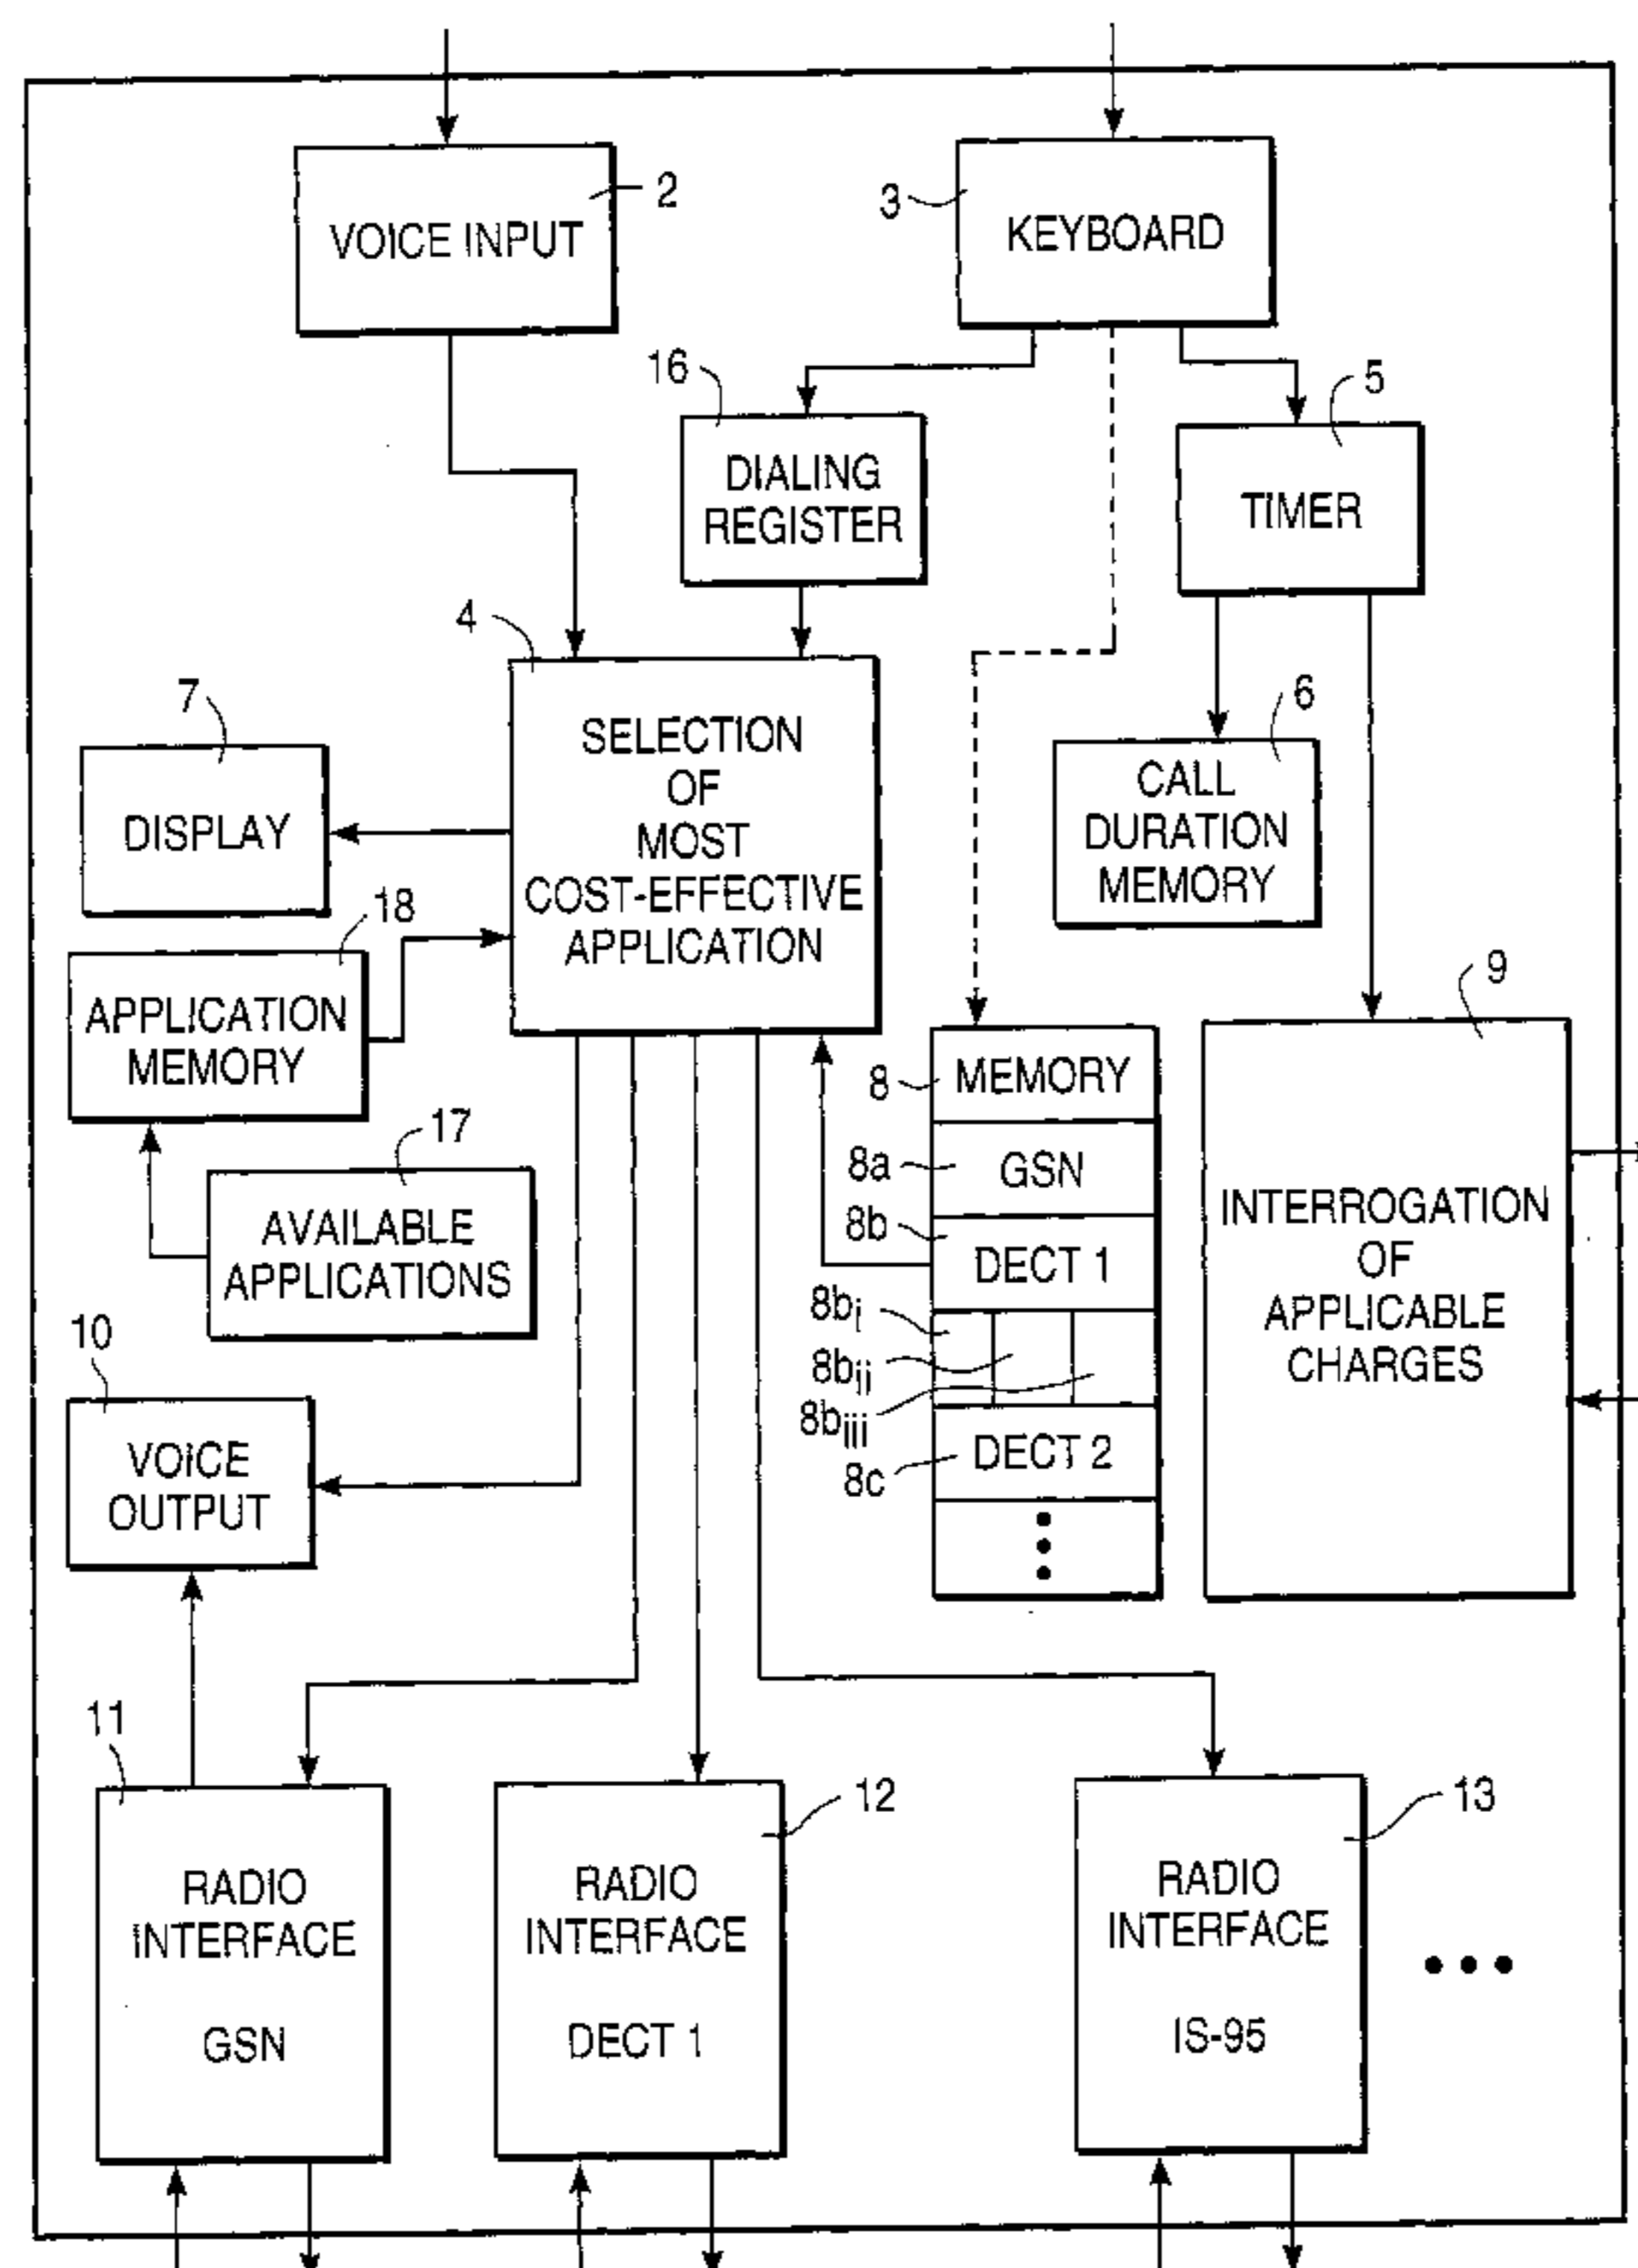 2
VOICE INPUT
3
KEYBOARD
16
DIALING
REGISTER
5
TIMER
4
SELECTION
OF
MOST
COST-EFFECTIVE
APPLICATION
7
DISPLAY
6
CALL
DURATION
MEMORY
18
APPLICATION
MEMORY
17
AVAILABLE
APPLICATIONS
8
MEMORY
8a
GSN
8b
DECT 1
8bi
8bii
8biii
8c
DECT 2
9
INTERROGATION
OF
APPLICABLE
CHARGES
10
VOICE
OUTPUT
11
RADIO
INTERFACE
GSN
12
RADIO
INTERFACE
DECT 1
13
RADIO
INTERFACE
IS-95